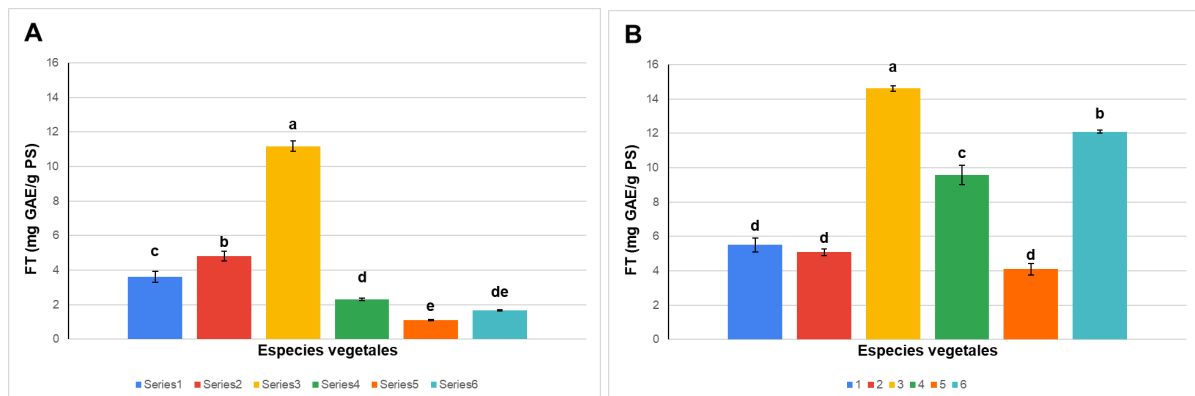 A
FT (mg GAE/g PS)
16
14
12
10
8
6
4
2
0
c
b
a
d
e
de
Especies vegetales
Series1 Series2 Series3 Series4 Series5 Series6
B
FT (mg GAE/g PS)
16
14
12
10
8
6
4
2
0
d
d
a
c
d
b
Especies vegetales
1 2 3 4 5 6